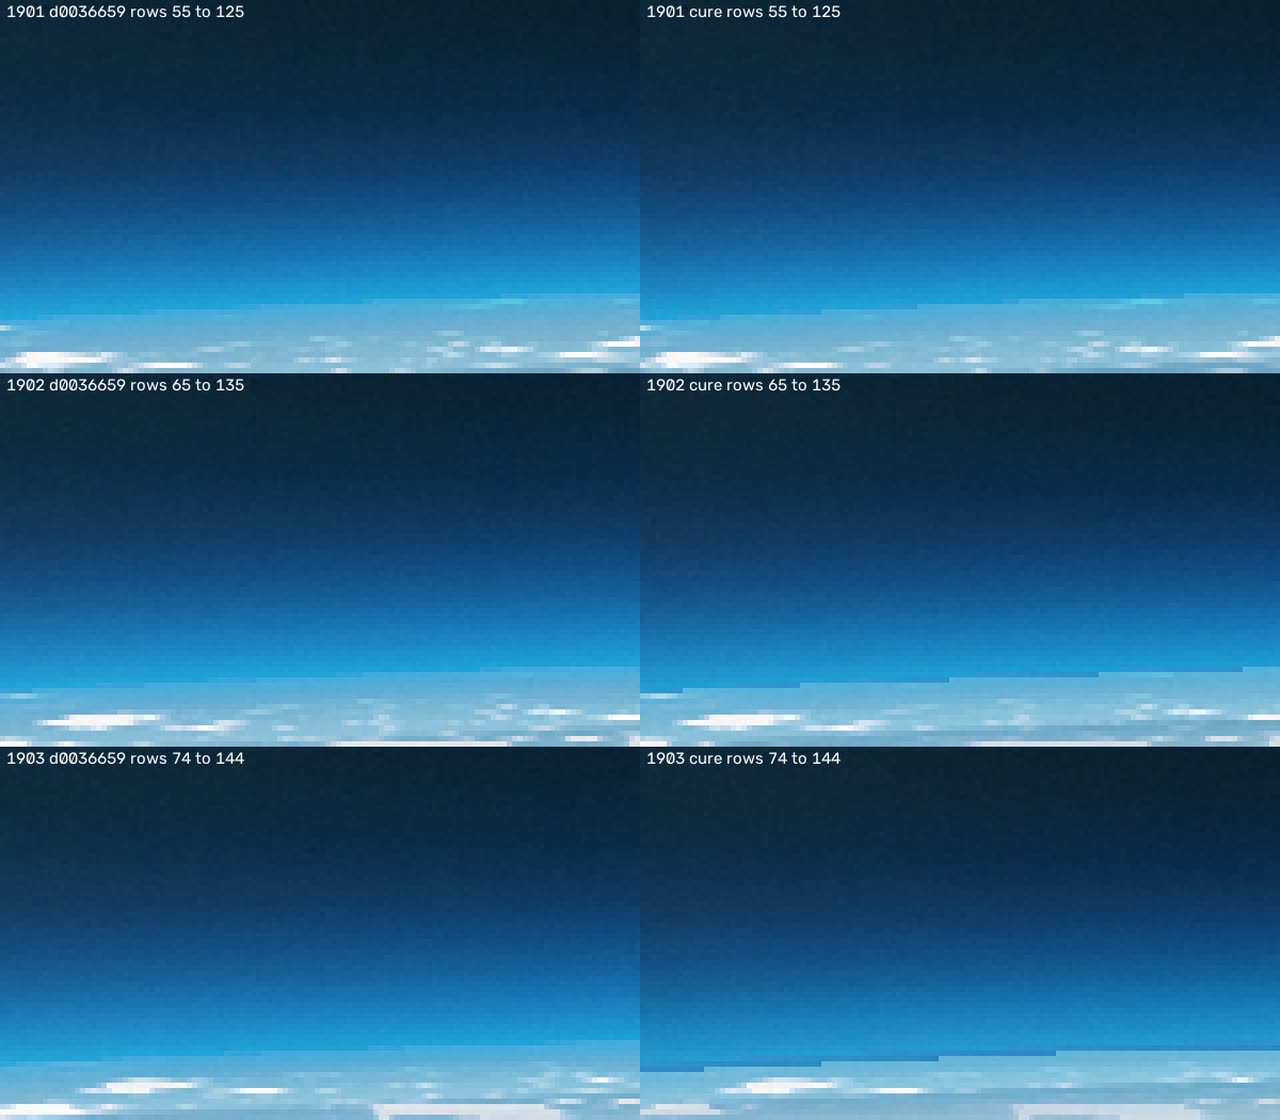 1901 d0036659 rows 55 to 125
1901 cure rows 55 to 125
1902 d0036659 rows 65 to 135
1902 cure rows 65 to 135
1903 d0036659 rows 74 to 144
1903 cure rows 74 to 144